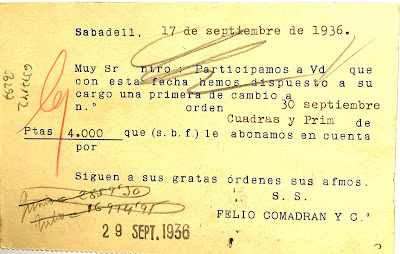 Sabadell, 17 de septiembre de 1936.
Muy Sr ntro: Participamos a Vd que
con esta fecha hemos dispuesto a su
cargo una primera de cambio a
n.º orden 30 septiembre
Cuadras y Prim de
Ptas 4.000 que (s.b.f) le abonamos en cuenta
por
Siguen a sus gratas órdenes sus afmos.
S. S.
FELIO COMADRAN Y C.ª
29 SEPT. 1936